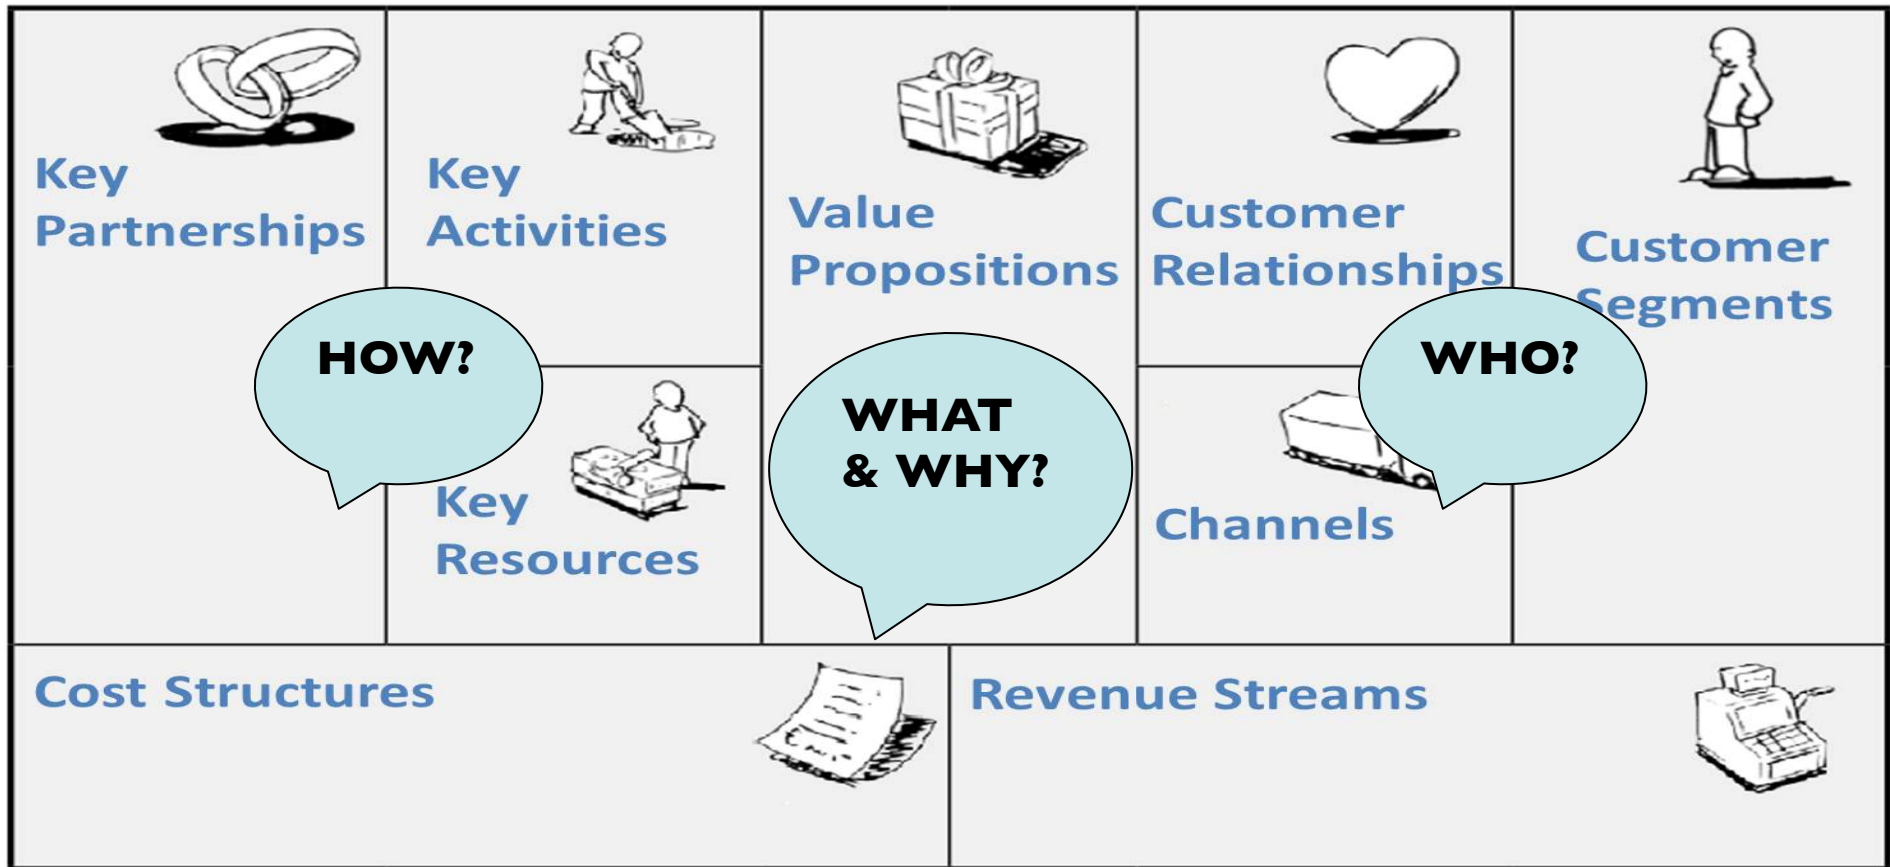 Key
Partnerships
Key
Activities
Value
Propositions
Customer
Relationships
Customer
Segments
HOW?
WHAT
& WHY?
WHO?
Key
Resources
Channels
Cost Structures
Revenue Streams